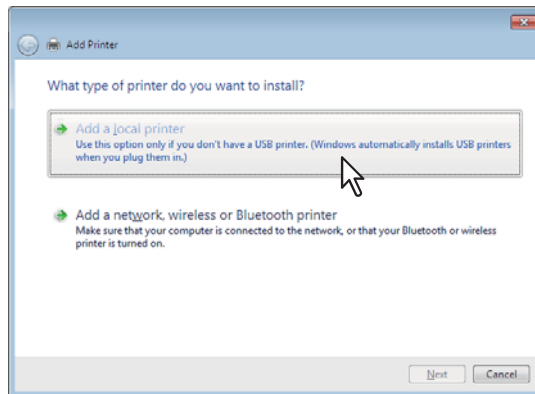 Add Printer
What type of printer do you want to install?
Add a local printer
Use this option only if you don't have a USB printer. (Windows automatically installs USB printers
when you plug them in.)
Add a network, wireless or Bluetooth printer
Make sure that your computer is connected to the network, or that your Bluetooth or wireless
printer is turned on.
Next Cancel